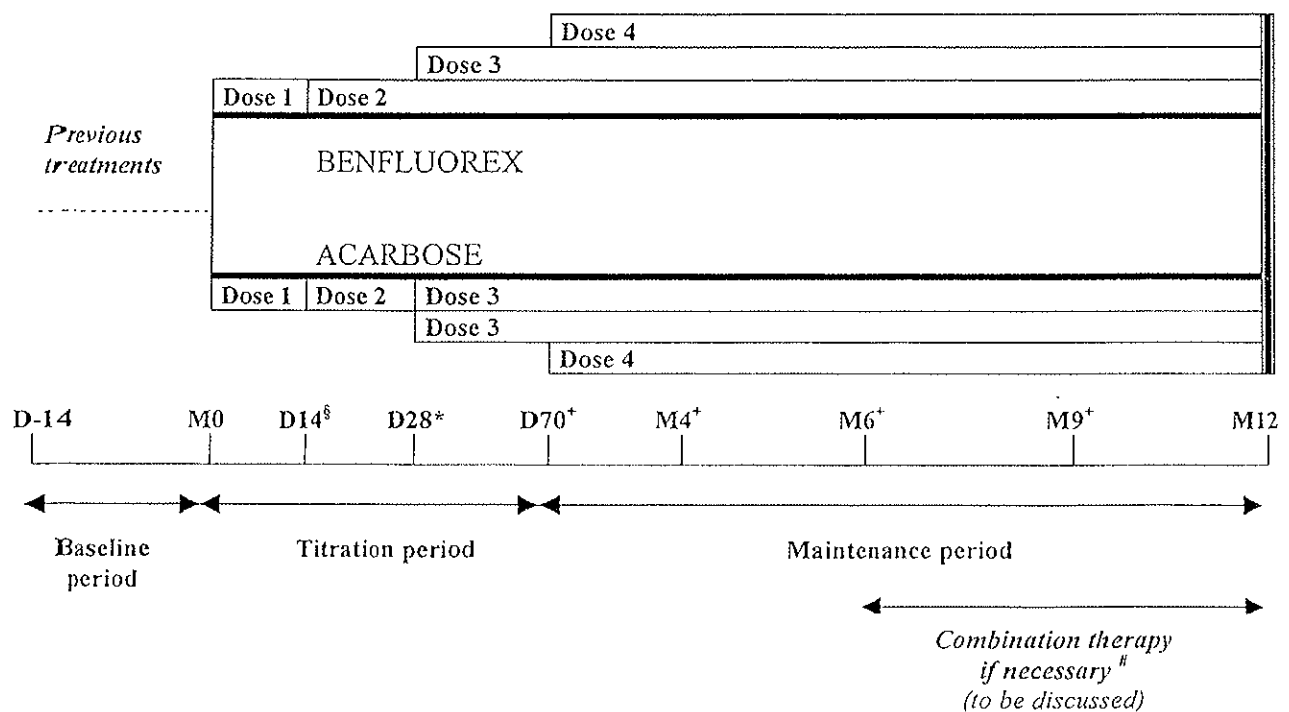 Dose 4
Dose 3
Dose 1 Dose 2
Previous
treatments
BENFLUOREX
ACARBOSE
Dose 1 Dose 2 Dose 3
Dose 3
Dose 4
D-14 M0 D14§ D28* D70+ M4+ M6+ M9+ M12
Baseline
period
Titration period
Maintenance period
Combination therapy
if necessary #
(to be discussed)